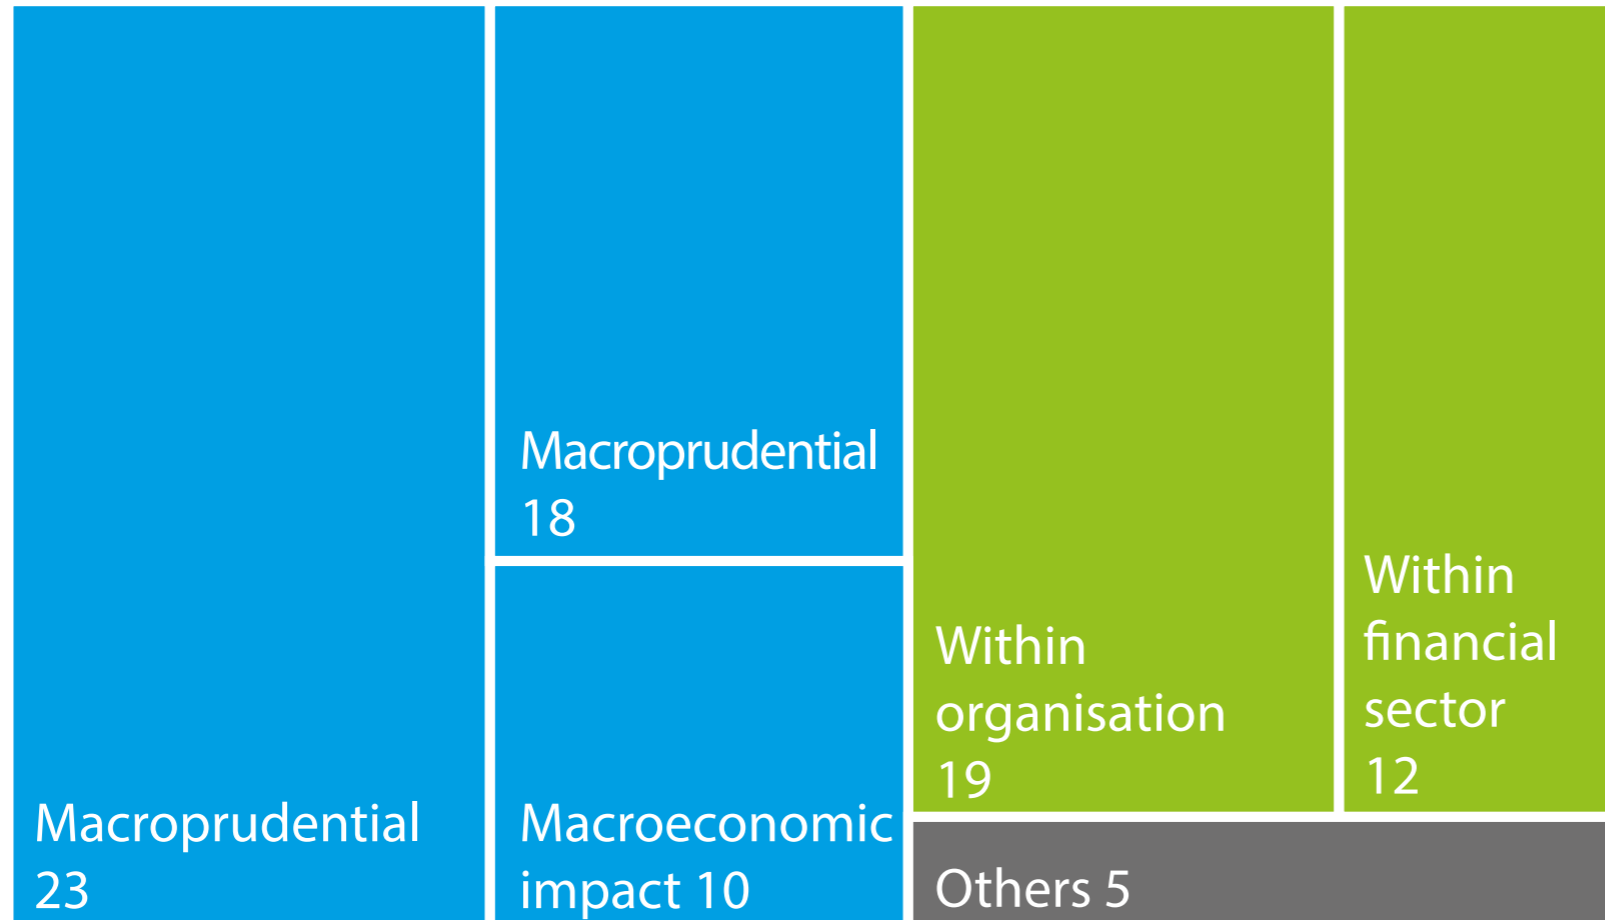 Macroprudential
23
Macroprudential
18
Macroeconomic
impact 10
Within
organisation
19
Within
financial
sector
12
Others 5